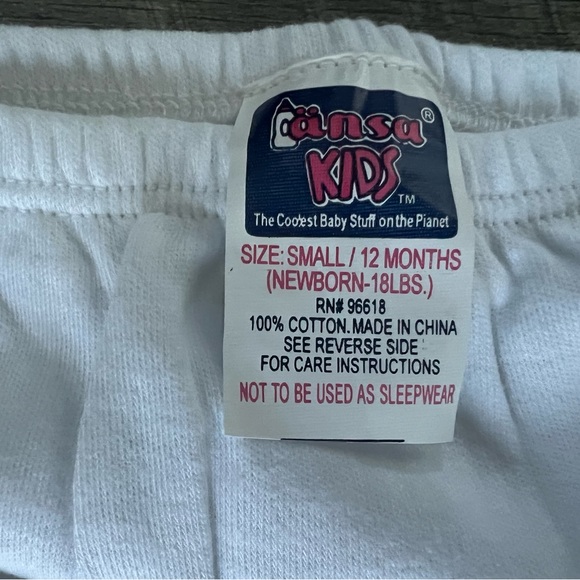 änsa®
KIDS™
The Coolest Baby Stuff on the Planet
SIZE: SMALL / 12 MONTHS
(NEWBORN-18LBS.)
RN# 96618
100% COTTON. MADE IN CHINA
SEE REVERSE SIDE
FOR CARE INSTRUCTIONS
NOT TO BE USED AS SLEEPWEAR